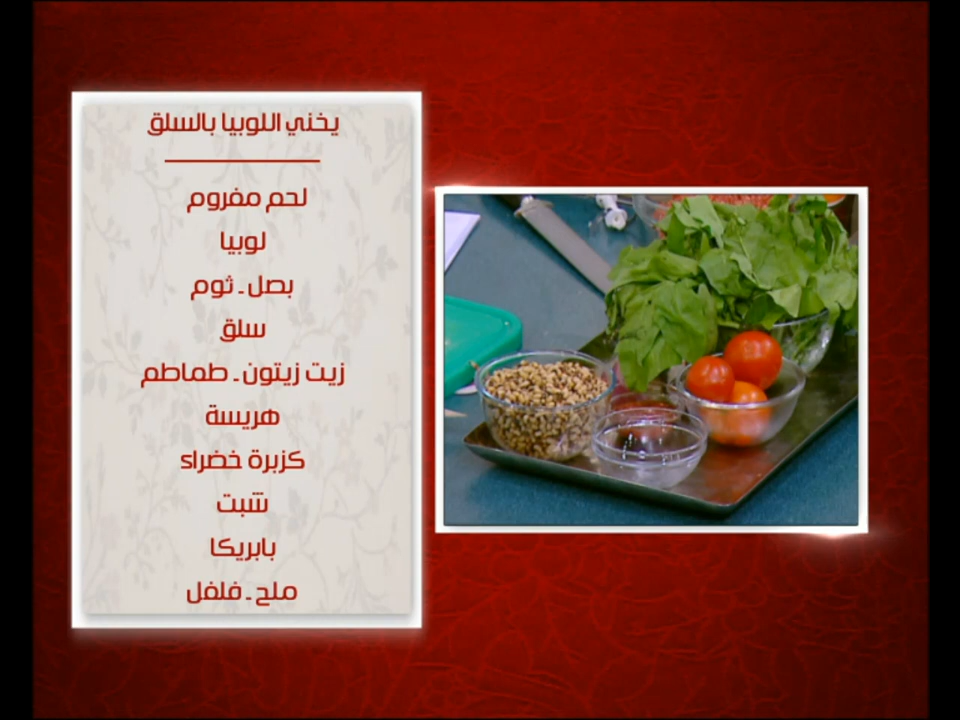 يخني اللوبيا بالسلق
لحم مفروم
لوبيا
بصل - ثوم
سلق
زيت زيتون - طماطم
هريسة
كزبرة خضراء
شبت
بابريكا
ملح - فلفل